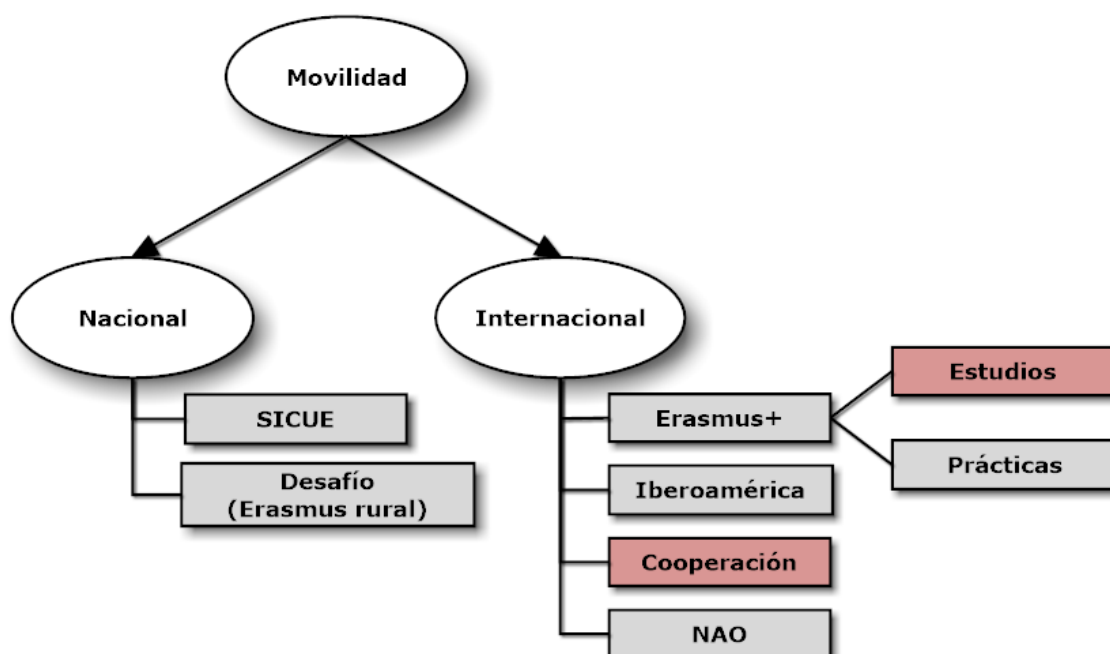 Movilidad
Nacional
Internacional
SICUE
Desafío
(Erasmus rural)
Erasmus+
Iberoamérica
Cooperación
NAO
Estudios
Prácticas